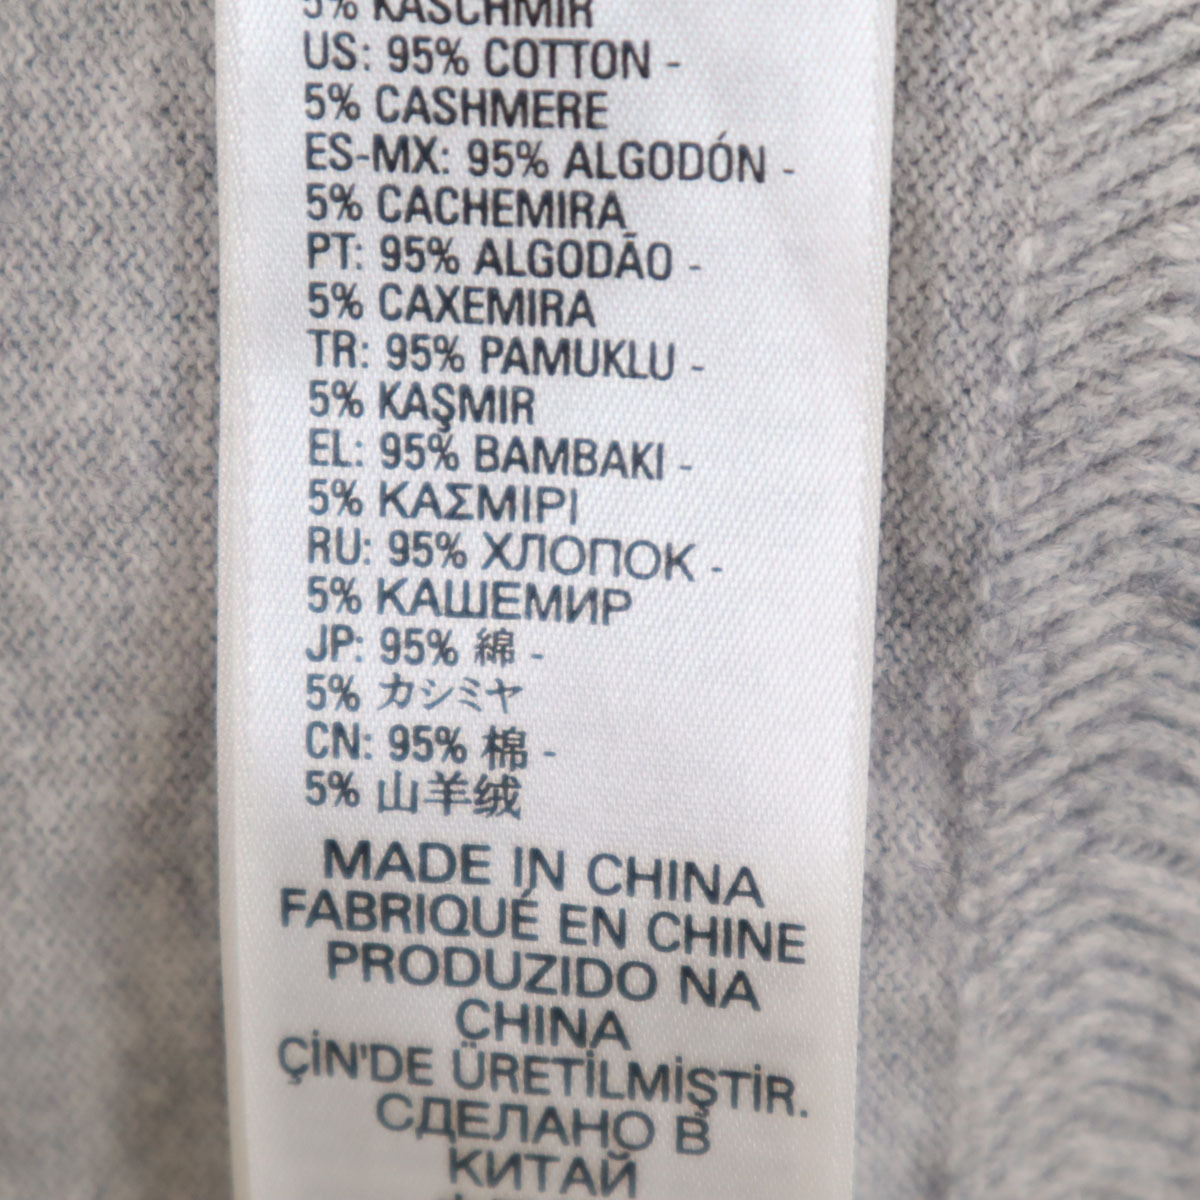 5% KASCHMIR
US: 95% COTTON -
5% CASHMERE
ES-MX: 95% ALGODÓN -
5% CACHEMIRA
PT: 95% ALGODÃO -
5% CAXEMIRA
TR: 95% PAMUKLU -
5% KAŞMIR
EL: 95% BAMBAKI -
5% ΚΑΣΜΙΡΙ
RU: 95% ХЛОПОК -
5% КАШЕМИР
JP: 95% 綿 -
5% カシミヤ
CN: 95% 棉 -
5% 山羊绒
MADE IN CHINA
FABRIQUÉ EN CHINE
PRODUZIDO NA
CHINA
ÇİN'DE ÜRETİLMİŞTİR.
СДЕЛАНО В
КИТАЙ